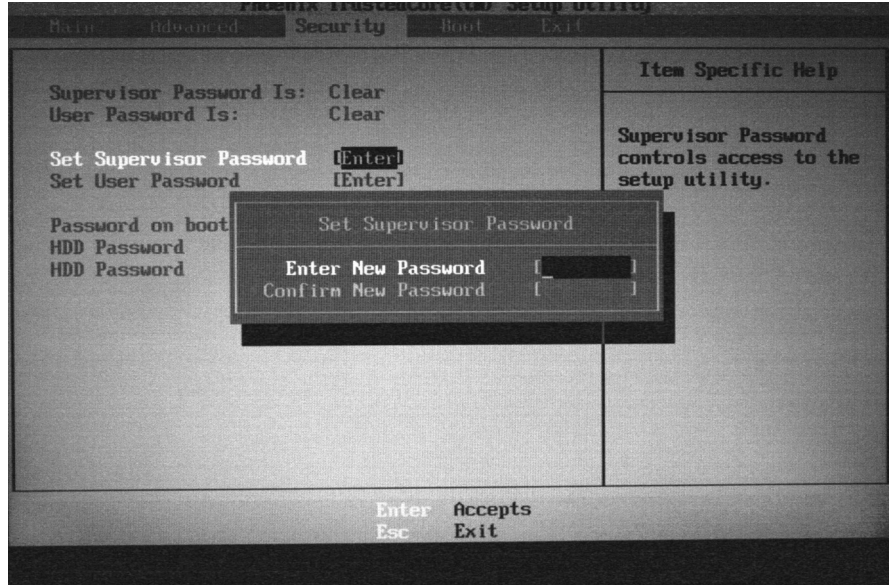 Phoenix TrustedCore(tm) Setup Utility
Main Advanced Security Boot Exit
Item Specific Help
Supervisor Password Is: Clear
User Password Is: Clear
Set Supervisor Password [Enter]
Set User Password [Enter]
Password on boot
HDD Password
HDD Password
Supervisor Password
controls access to the
setup utility.
Set Supervisor Password
Enter New Password [ ]
Confirm New Password [ ]
Enter Accepts
Esc Exit